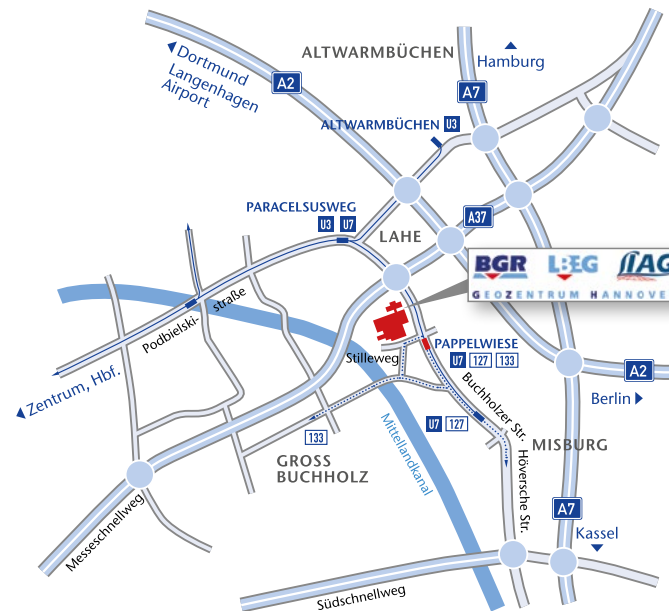 ALTWARMBÜCHEN
Dortmund
Langenhagen
Airport
A2
Hamburg
A7
ALTWARMBÜCHEN U3
PARACELSUSWEG
U3 U7
A37
LAHE
BGR LBEG LIAG
GEOZENTRUM HANNOVE
Podbielski-
straße
Stilleweg
PAPPELWIESE
U7 127 133
Zentrum, Hbf.
A2
Berlin
Buchholzer Str.
U7 127
133
GROSS
BUCHHOLZ
Mittellandkanal
MISBURG
Höversche Str.
A7
Kassel
Messeschnellweg
Südschnellweg